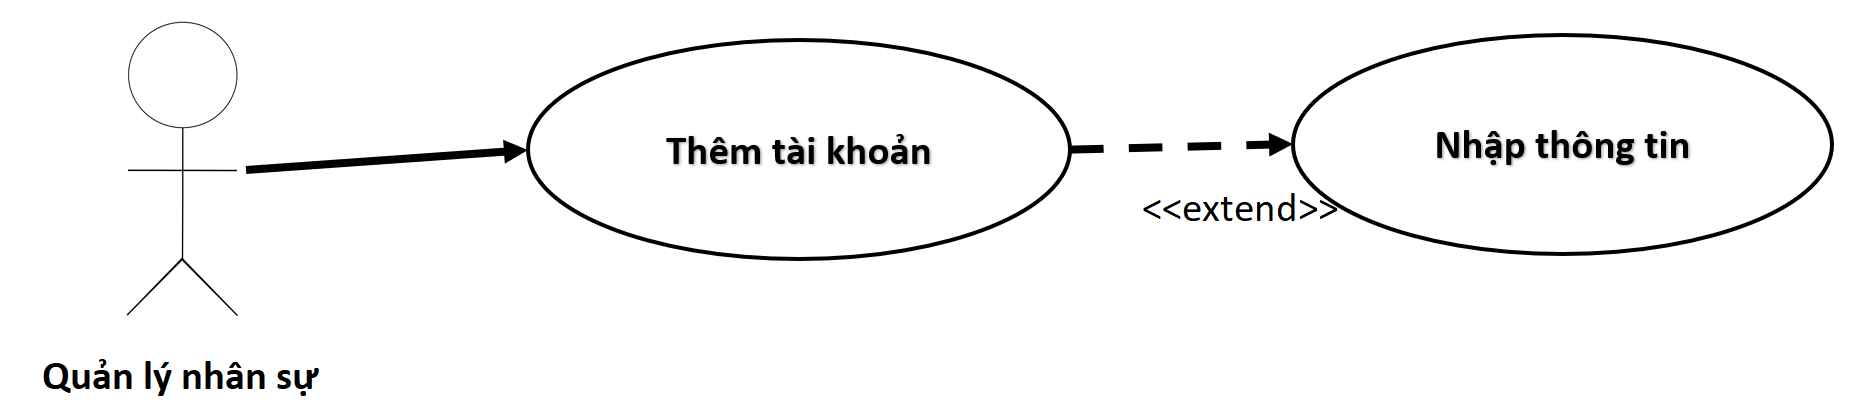 Thêm tài khoản
Nhập thông tin
<<extend>>
Quản lý nhân sự